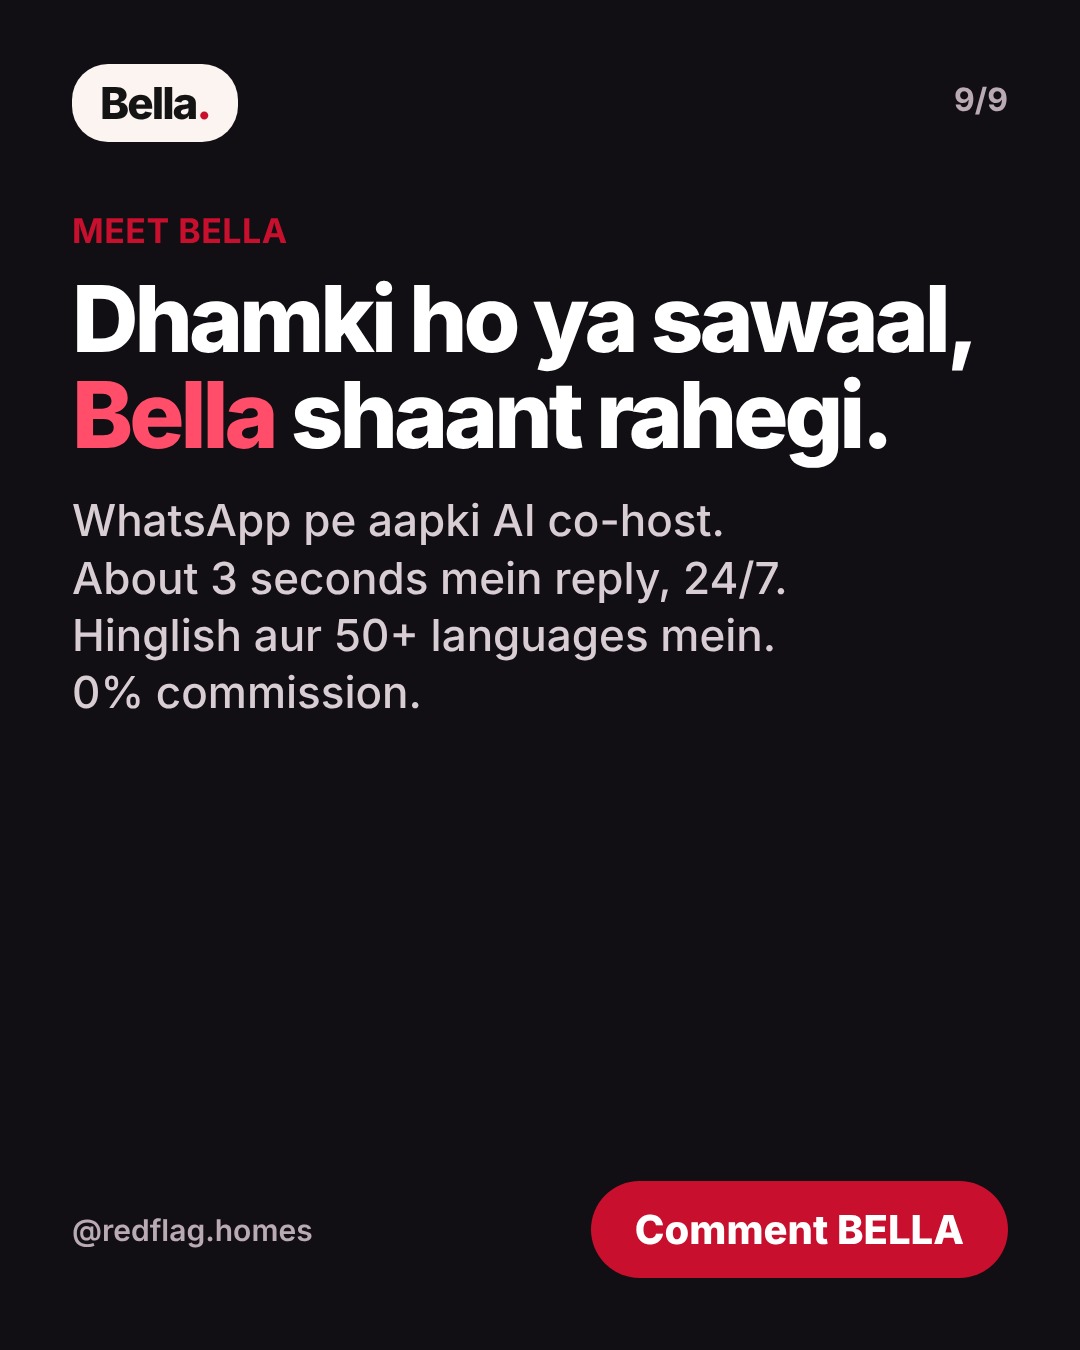 Bella.
9/9
MEET BELLA
Dhamki ho ya sawaal,
Bella shaant rahegi.
WhatsApp pe aapki AI co-host.
About 3 seconds mein reply, 24/7.
Hinglish aur 50+ languages mein.
0% commission.
@redflag.homes
Comment BELLA